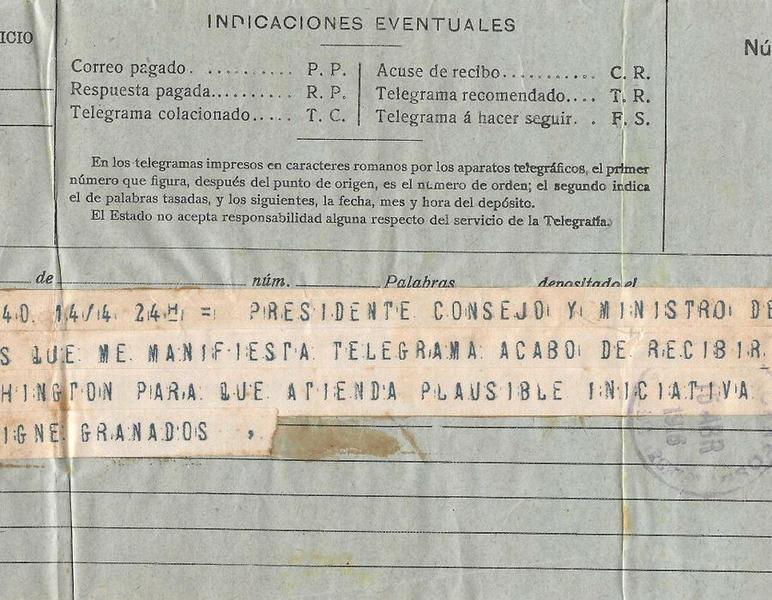 ICIO
INDICACIONES EVENTUALES
Nú
Correo pagado. .......... P. P.
Respuesta pagada......... R. P.
Telegrama colacionado..... T. C.
Acuse de recibo........... C. R.
Telegrama recomendado.... T. R.
Telegrama á hacer seguir. . F. S.
En los telegramas impresos en caracteres romanos por los aparatos telegráficos, el primer
número que figura, después del punto de origen, es el número de orden; el segundo indica
el de palabras tasadas, y los siguientes, la fecha, mes y hora del depósito.
El Estado no acepta responsabilidad alguna respecto del servicio de la Telegrafía.
de núm. Palabras depositado el
40. 14/4 24H = PRESIDENTE CONSEJO Y MINISTRO DE
S QUE ME MANIFIESTA TELEGRAMA ACABO DE RECIBIR
HINGTON PARA QUE ATIENDA PLAUSIBLE INICIATIVA
IGNE GRANADOS ,
ABR